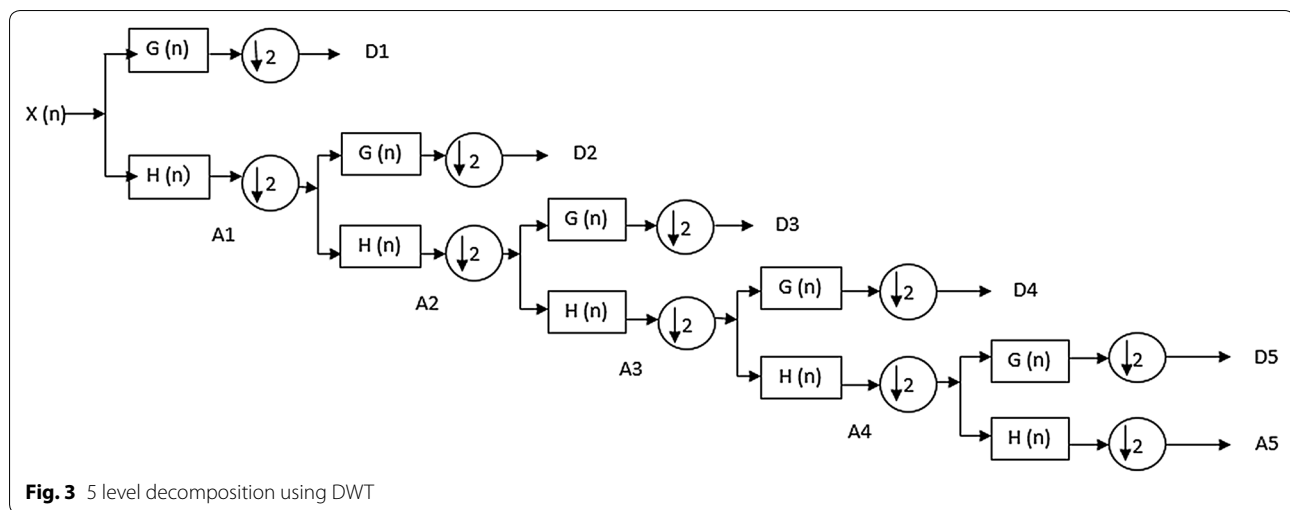 G (n)
2
D1
X (n)
H (n)
2
A1
G (n)
2
D2
H (n)
2
A2
G (n)
2
D3
H (n)
2
A3
G (n)
2
D4
H (n)
2
A4
G (n)
2
D5
H (n)
2
A5
Fig. 3 5 level decomposition using DWT